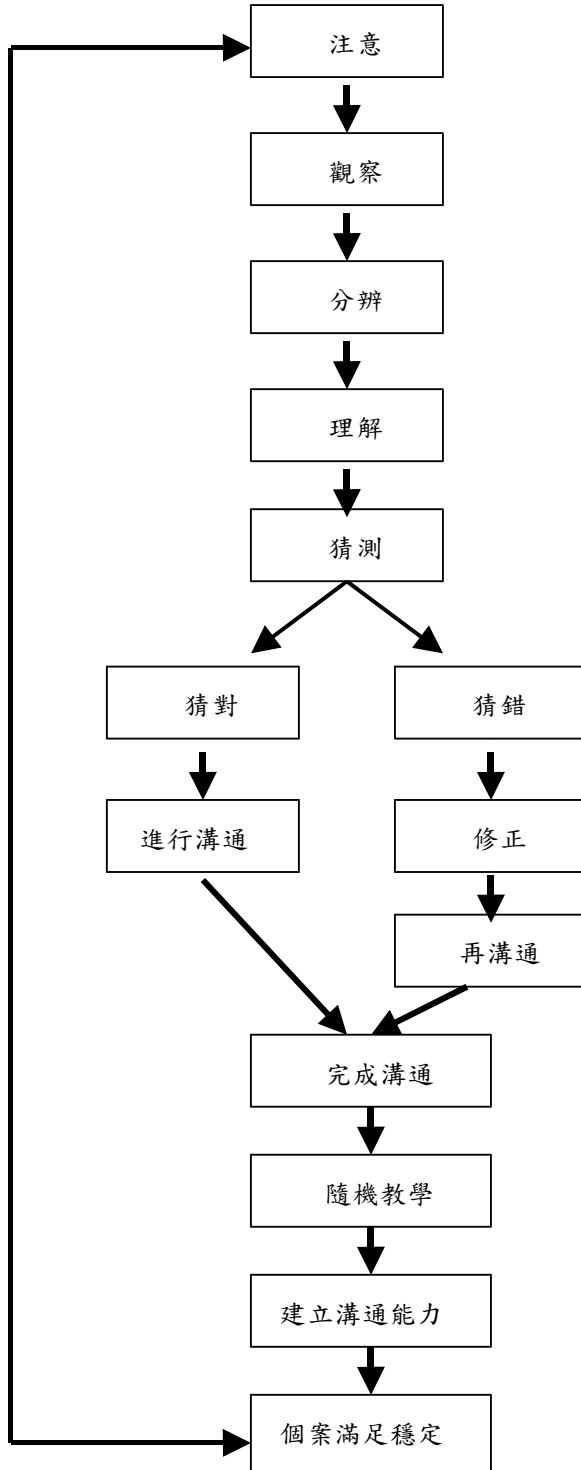 注意
觀察
分辨
理解
猜測
猜對
猜錯
進行溝通
修正
再溝通
完成溝通
隨機教學
建立溝通能力
個案滿足穩定